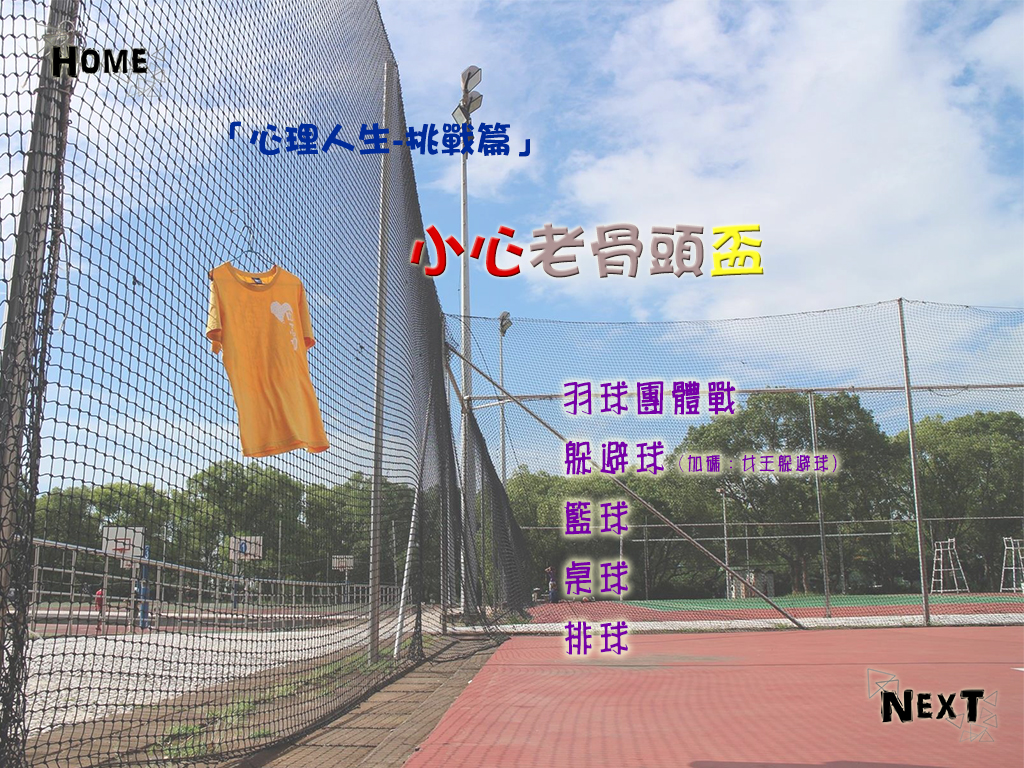 HOME
「心理人生-挑戰篇」
小心老骨頭盃
羽球團體戰
躲避球（加碼：女王躲避球）
籃球
桌球
排球
NEXT